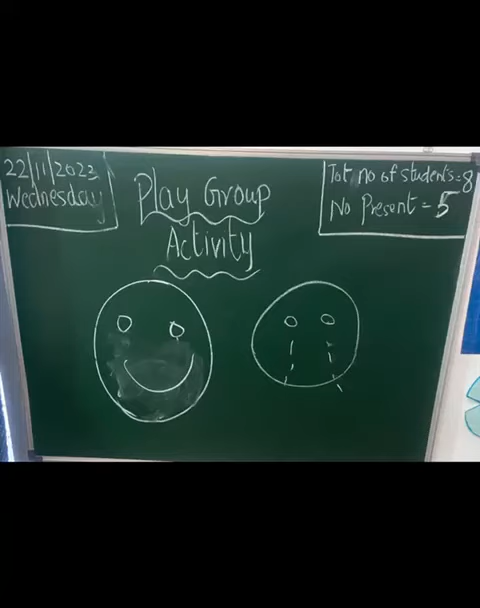 22/11/2023
Wednesday
Play Group
Activity
Tot no of students=8
No Present = 5